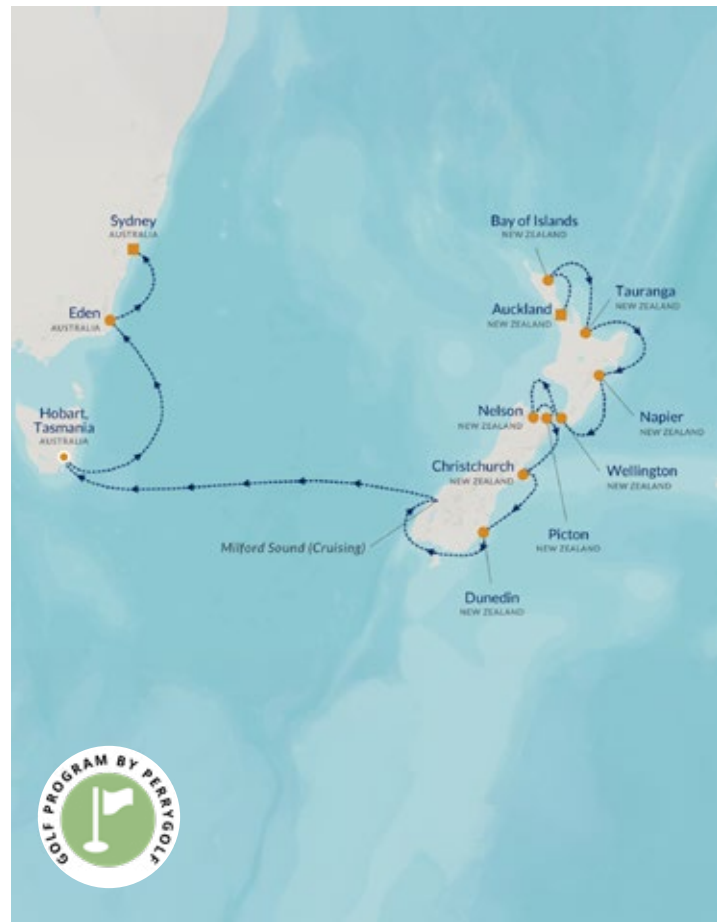 Sydney
AUSTRALIA
Eden
AUSTRALIA
Hobart,
Tasmania
AUSTRALIA
Bay of Islands
NEW ZEALAND
Auckland
NEW ZEALAND
Tauranga
NEW ZEALAND
Napier
NEW ZEALAND
Nelson
NEW ZEALAND
Wellington
NEW ZEALAND
Christchurch
NEW ZEALAND
Picton
NEW ZEALAND
Milford Sound (Cruising)
Dunedin
NEW ZEALAND
GOLF PROGRAM BY PERRYGOLF